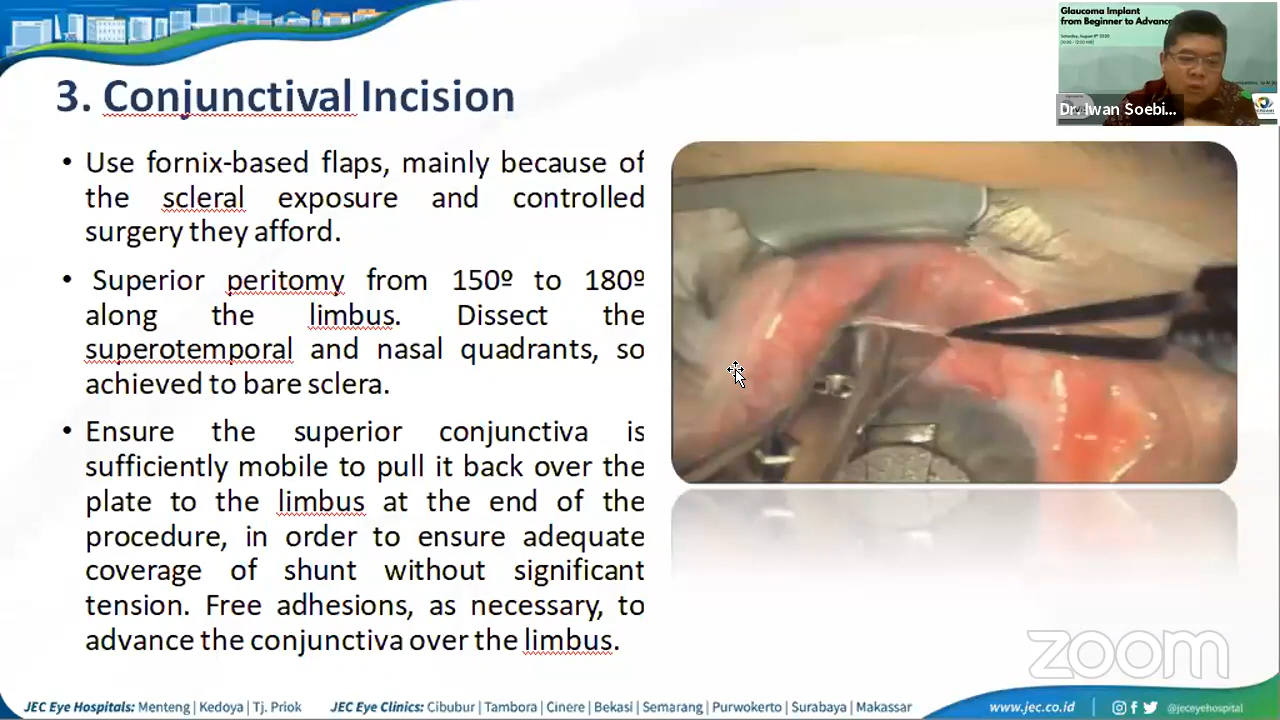 Glaucoma Implant
from Beginner to Advance
Saturday, August 8th 2020
Dr. Iwan Soebi...
3. Conjunctival Incision
• Use fornix-based flaps, mainly because of
the scleral exposure and controlled
surgery they afford.
• Superior peritomy from 150º to 180º
along the limbus. Dissect the
superotemporal and nasal quadrants, so
achieved to bare sclera.
• Ensure the superior conjunctiva is
sufficiently mobile to pull it back over the
plate to the limbus at the end of the
procedure, in order to ensure adequate
coverage of shunt without significant
tension. Free adhesions, as necessary, to
advance the conjunctiva over the limbus.
zoom
JEC Eye Hospitals: Menteng | Kedoya | Tj. Priok
JEC Eye Clinics: Cibubur | Tambora | Cinere | Bekasi | Semarang | Purwokerto | Surabaya | Makassar
www.jec.co.id
@jeceyehospital